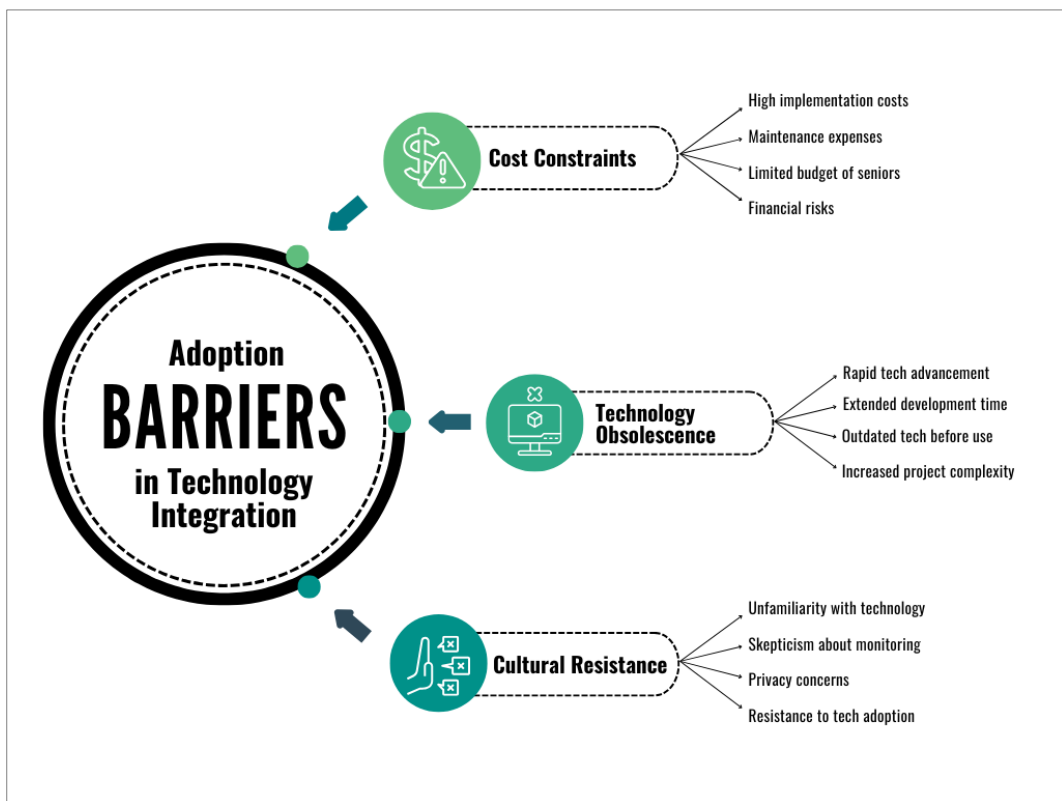 High implementation costs
Maintenance expenses
Cost Constraints
Limited budget of seniors
Financial risks
Adoption
BARRIERS
in Technology
Integration
Rapid tech advancement
Extended development time
Technology
Obsolescence
Outdated tech before use
Increased project complexity
Unfamiliarity with technology
Skepticism about monitoring
Cultural Resistance
Privacy concerns
Resistance to tech adoption